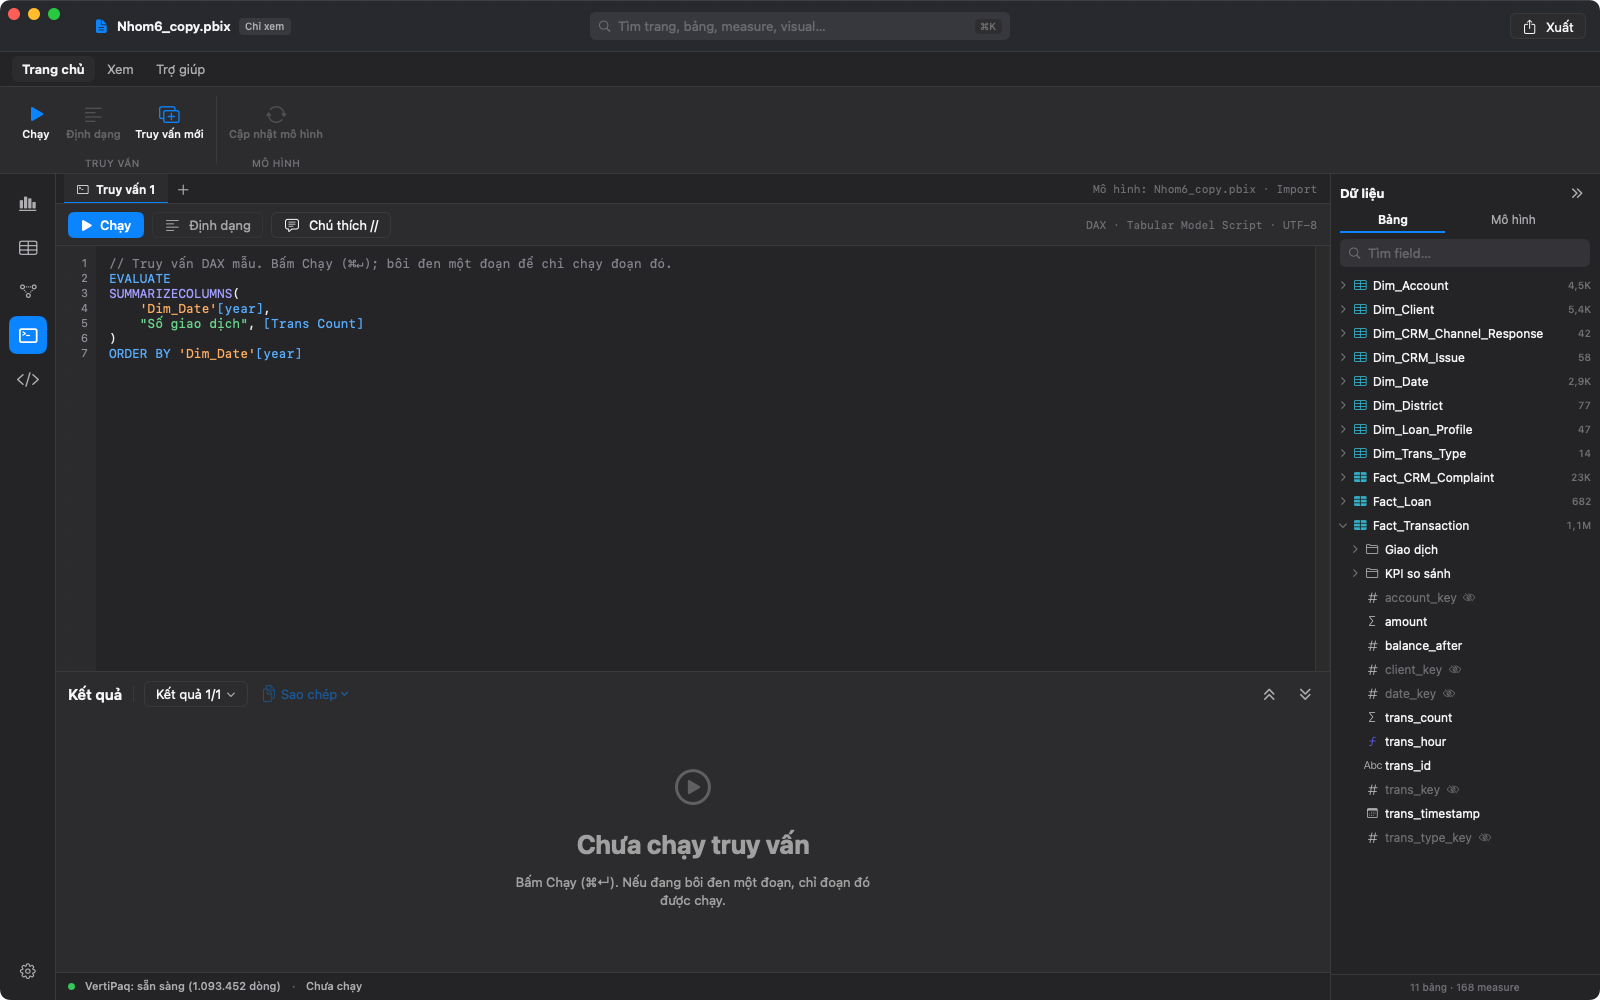 Nhom6_copy.pbix
Chỉ xem
Tìm trang, bảng, measure, visual...
⌘K
Xuất
Trang chủ
Xem
Trợ giúp
Chạy
Định dạng
Truy vấn mới
Cập nhật mô hình
TRUY VẤN
MÔ HÌNH
Truy vấn 1
Mô hình: Nhom6_copy.pbix · Import
Chạy
Định dạng
Chú thích //
DAX · Tabular Model Script · UTF-8
1 // Truy vấn DAX mẫu. Bấm Chạy (⌘↵); bôi đen một đoạn để chỉ chạy đoạn đó.
2 EVALUATE
3 SUMMARIZECOLUMNS(
4 'Dim_Date'[year],
5 "Số giao dịch", [Trans Count]
6 )
7 ORDER BY 'Dim_Date'[year]
Kết quả
Kết quả 1/1
Sao chép
Chưa chạy truy vấn
Bấm Chạy (⌘↵). Nếu đang bôi đen một đoạn, chỉ đoạn đó
được chạy.
VertiPaq: sẵn sàng (1.093.452 dòng) · Chưa chạy
Dữ liệu
Bảng
Mô hình
Tìm field...
Dim_Account 4,5K
Dim_Client 5,4K
Dim_CRM_Channel_Response 42
Dim_CRM_Issue 58
Dim_Date 2,9K
Dim_District 77
Dim_Loan_Profile 47
Dim_Trans_Type 14
Fact_CRM_Complaint 23K
Fact_Loan 682
Fact_Transaction 1,1M
Giao dịch
KPI so sánh
# account_key
Σ amount
# balance_after
# client_key
# date_key
Σ trans_count
trans_hour
Abc trans_id
# trans_key
trans_timestamp
# trans_type_key
11 bảng · 168 measure